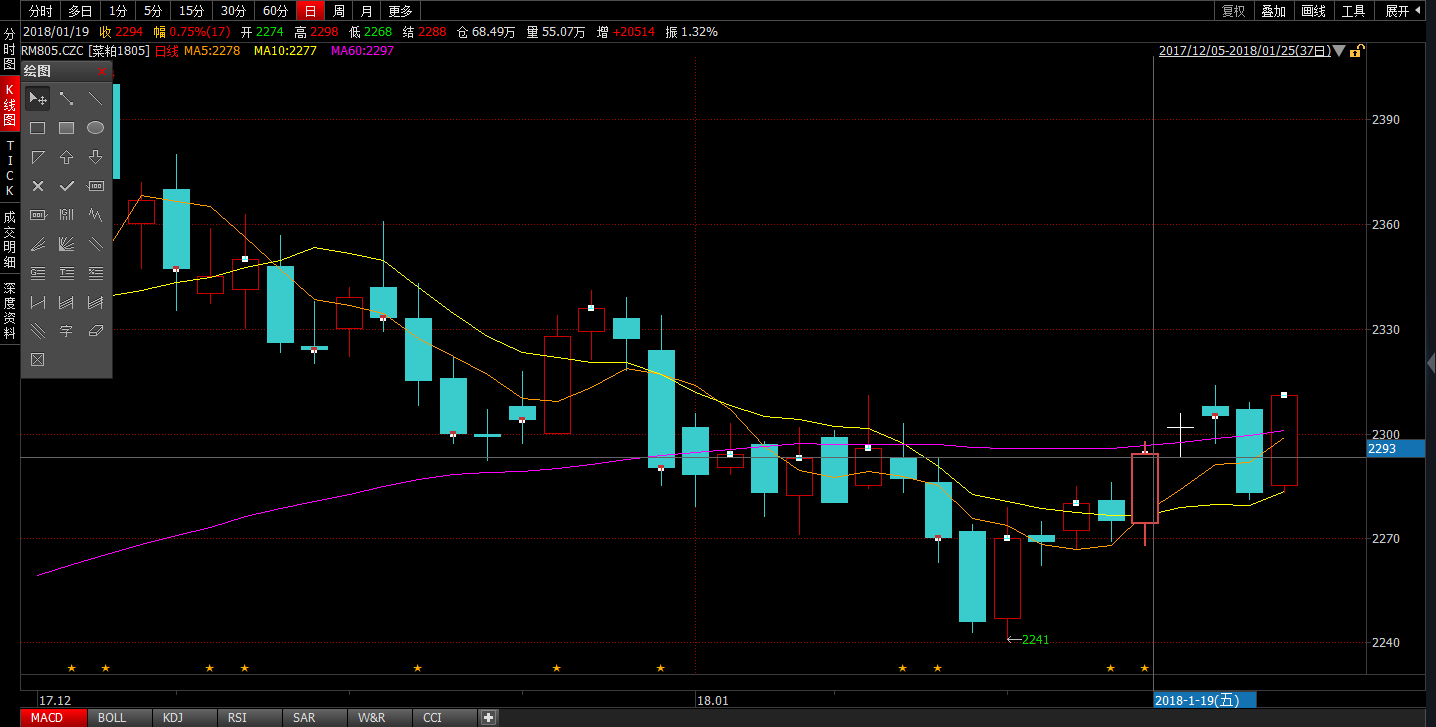 分时 多日 1分 5分 15分 30分 60分 日 周 月 更多 复权 叠加 画线 工具 展开
2018/01/19 收 2294 幅 0.75%(17) 开 2274 高 2298 低 2268 结 2288 仓 68.49万 量 55.07万 增 +20514 振 1.32%
RM805.CZC [菜粕1805] 日线 MA5:2278 MA10:2277 MA60:2297 2017/12/05-2018/01/25(37日)
分时图
K线图
TICK
成交明细
深度资料
绘图
字
2390
2360
2330
2300
2293
2270
2240
2241
17.12 18.01 2018-1-19(五)
MACD BOLL KDJ RSI SAR W&R CCI